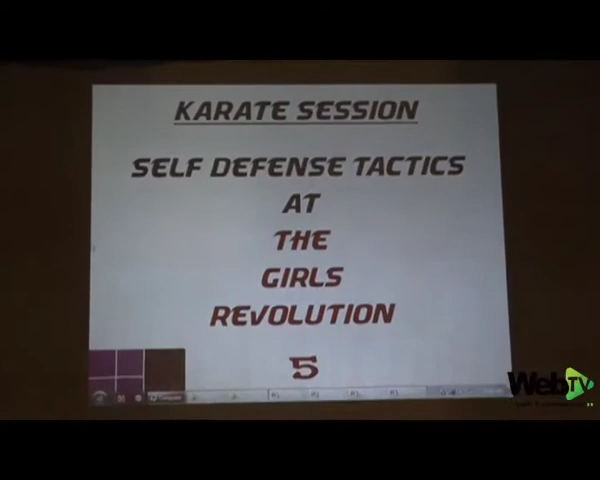 KARATE SESSION
SELF DEFENSE TACTICS
AT
THE
GIRLS
REVOLUTION
5
WebTV